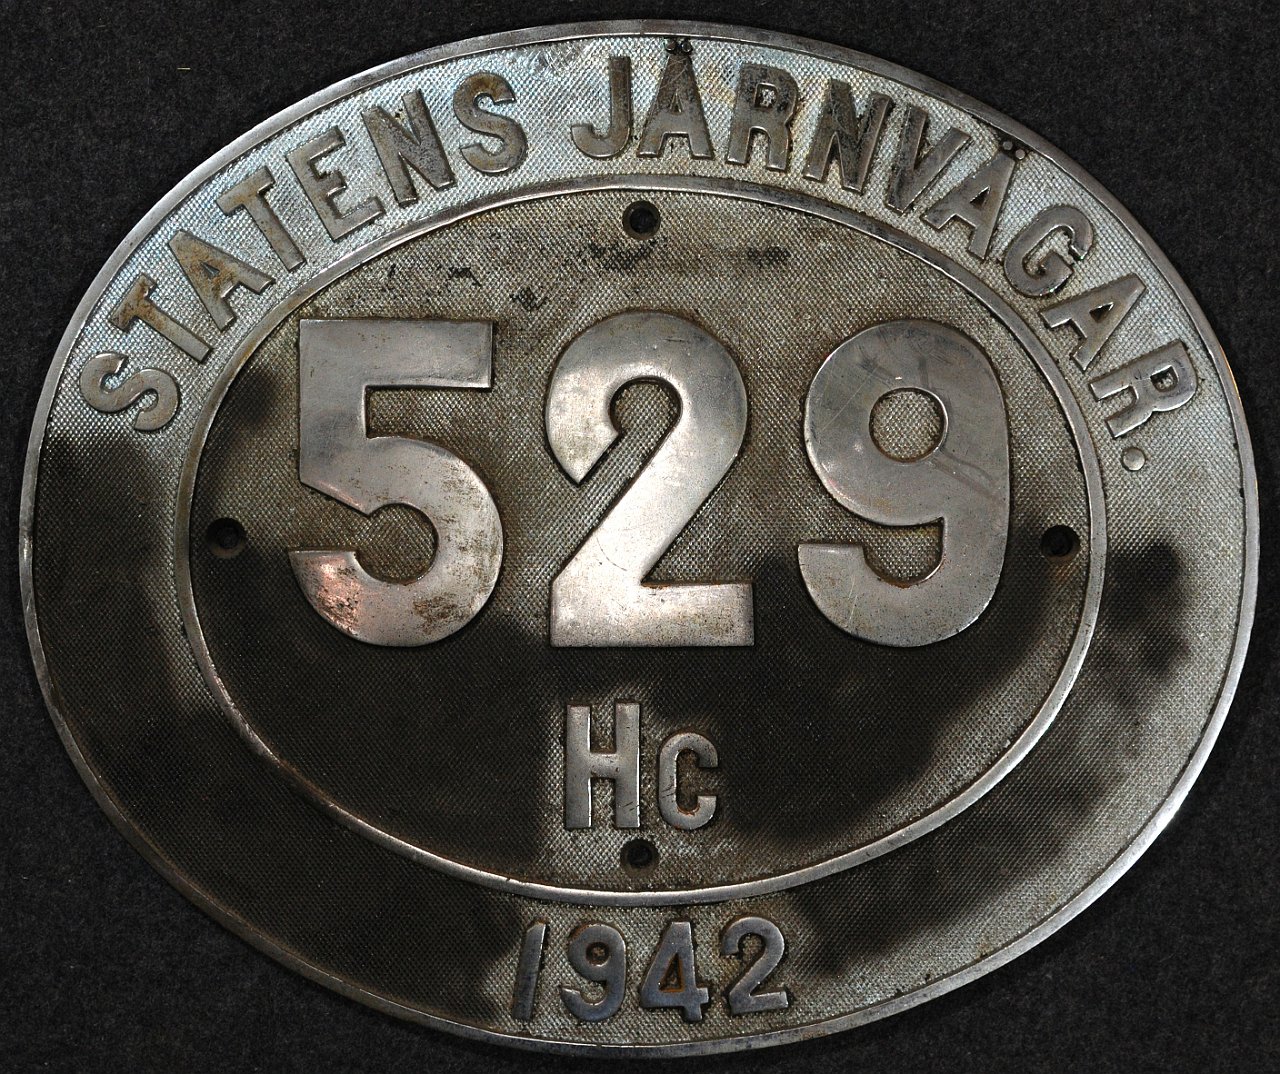 STATENS JÄRNVÄGAR.
529
Hc
1942